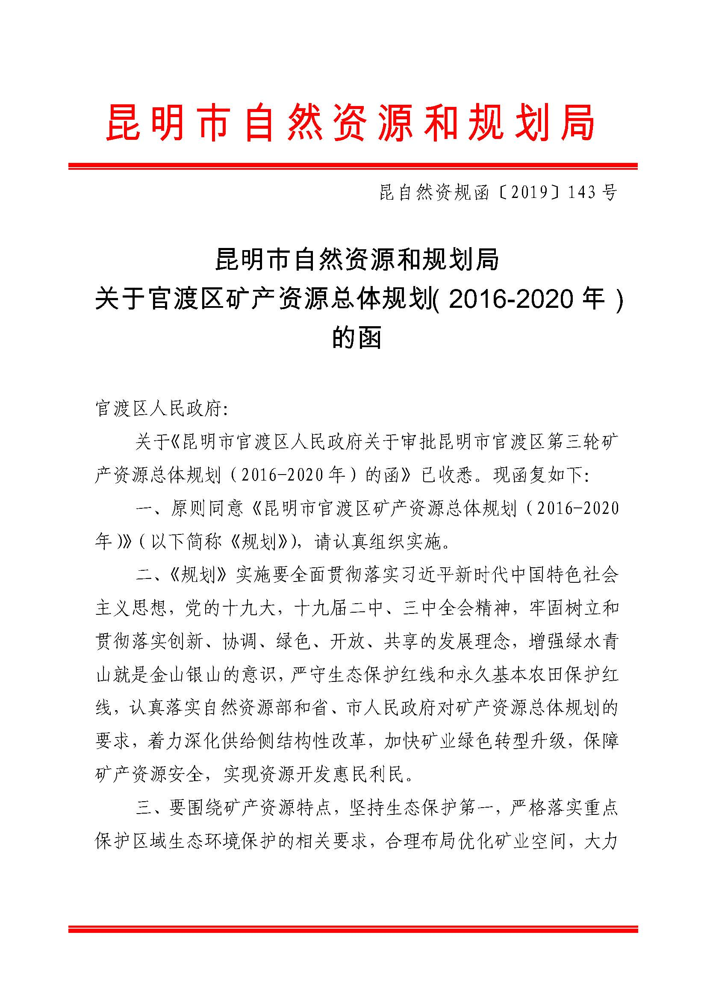 昆明市自然资源和规划局
昆自然资规函〔2019〕143号
昆明市自然资源和规划局
关于官渡区矿产资源总体规划(2016-2020年)
的函
官渡区人民政府：
关于《昆明市官渡区人民政府关于审批昆明市官渡区第三轮矿
产资源总体规划（2016-2020年）的函》已收悉。现函复如下：
一、原则同意《昆明市官渡区矿产资源总体规划（2016-2020
年）》（以下简称《规划》），请认真组织实施。
二、《规划》实施要全面贯彻落实习近平新时代中国特色社会
主义思想，党的十九大，十九届二中、三中全会精神，牢固树立和
贯彻落实创新、协调、绿色、开放、共享的发展理念，增强绿水青
山就是金山银山的意识，严守生态保护红线和永久基本农田保护红
线，认真落实自然资源部和省、市人民政府对矿产资源总体规划的
要求，着力深化供给侧结构性改革，加快矿业绿色转型升级，保障
矿产资源安全，实现资源开发惠民利民。
三、要围绕矿产资源特点，坚持生态保护第一，严格落实重点
保护区域生态环境保护的相关要求，合理布局优化矿业空间，大力